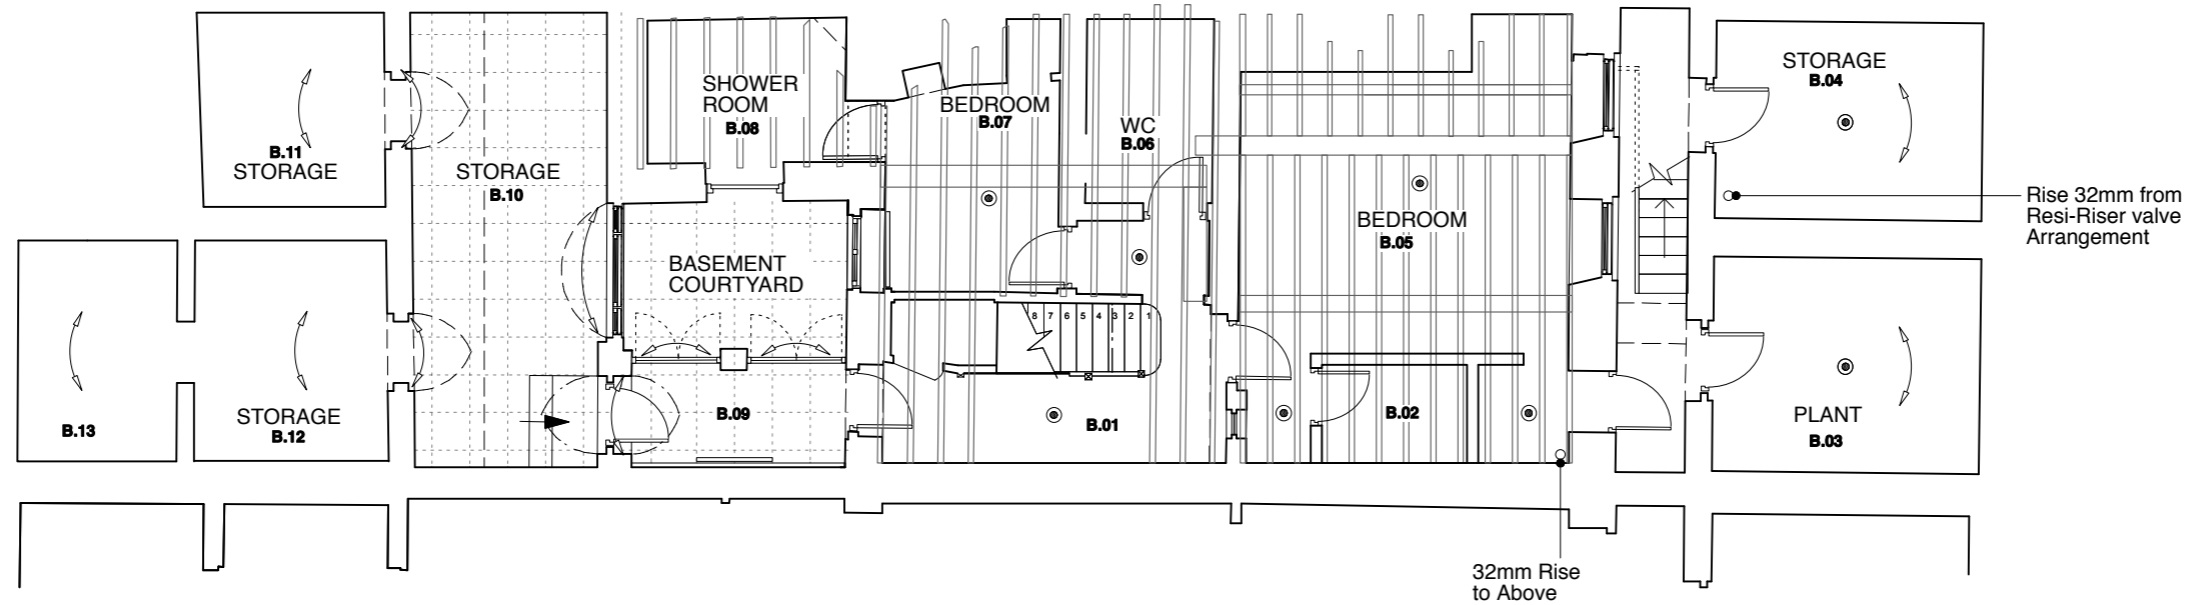 STORAGE
B.04
SHOWER
ROOM
B.08
BEDROOM
B.07
WC
B.06
B.11
STORAGE
STORAGE
B.10
Rise 32mm from
Resi-Riser valve
Arrangement
BEDROOM
B.05
BASEMENT
COURTYARD
8 7 6 5 4 3 2 1
B.13
STORAGE
B.12
B.09
B.01
B.02
PLANT
B.03
32mm Rise
to Above